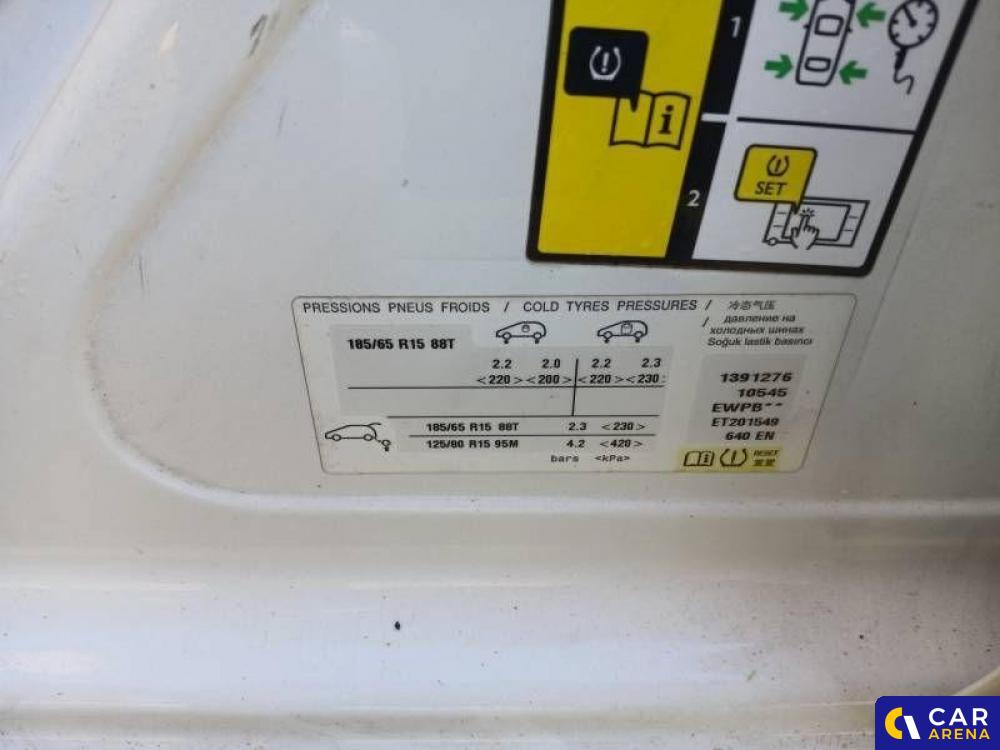 1
2
SET
PRESSIONS PNEUS FROIDS / COLD TYRES PRESSURES / 冷态气压
/ давление на
холодных шинах
Soğuk lastik basıncı
185/65 R15 88T
2.2 2.0 2.2 2.3
<220> <200> <220> <230>
1391276
10545
EWPB**
ET201549
640 EN
185/65 R15 88T 2.3 <230>
125/80 R15 95M 4.2 <420>
bars <kPa>
RESET
CAR
ARENA